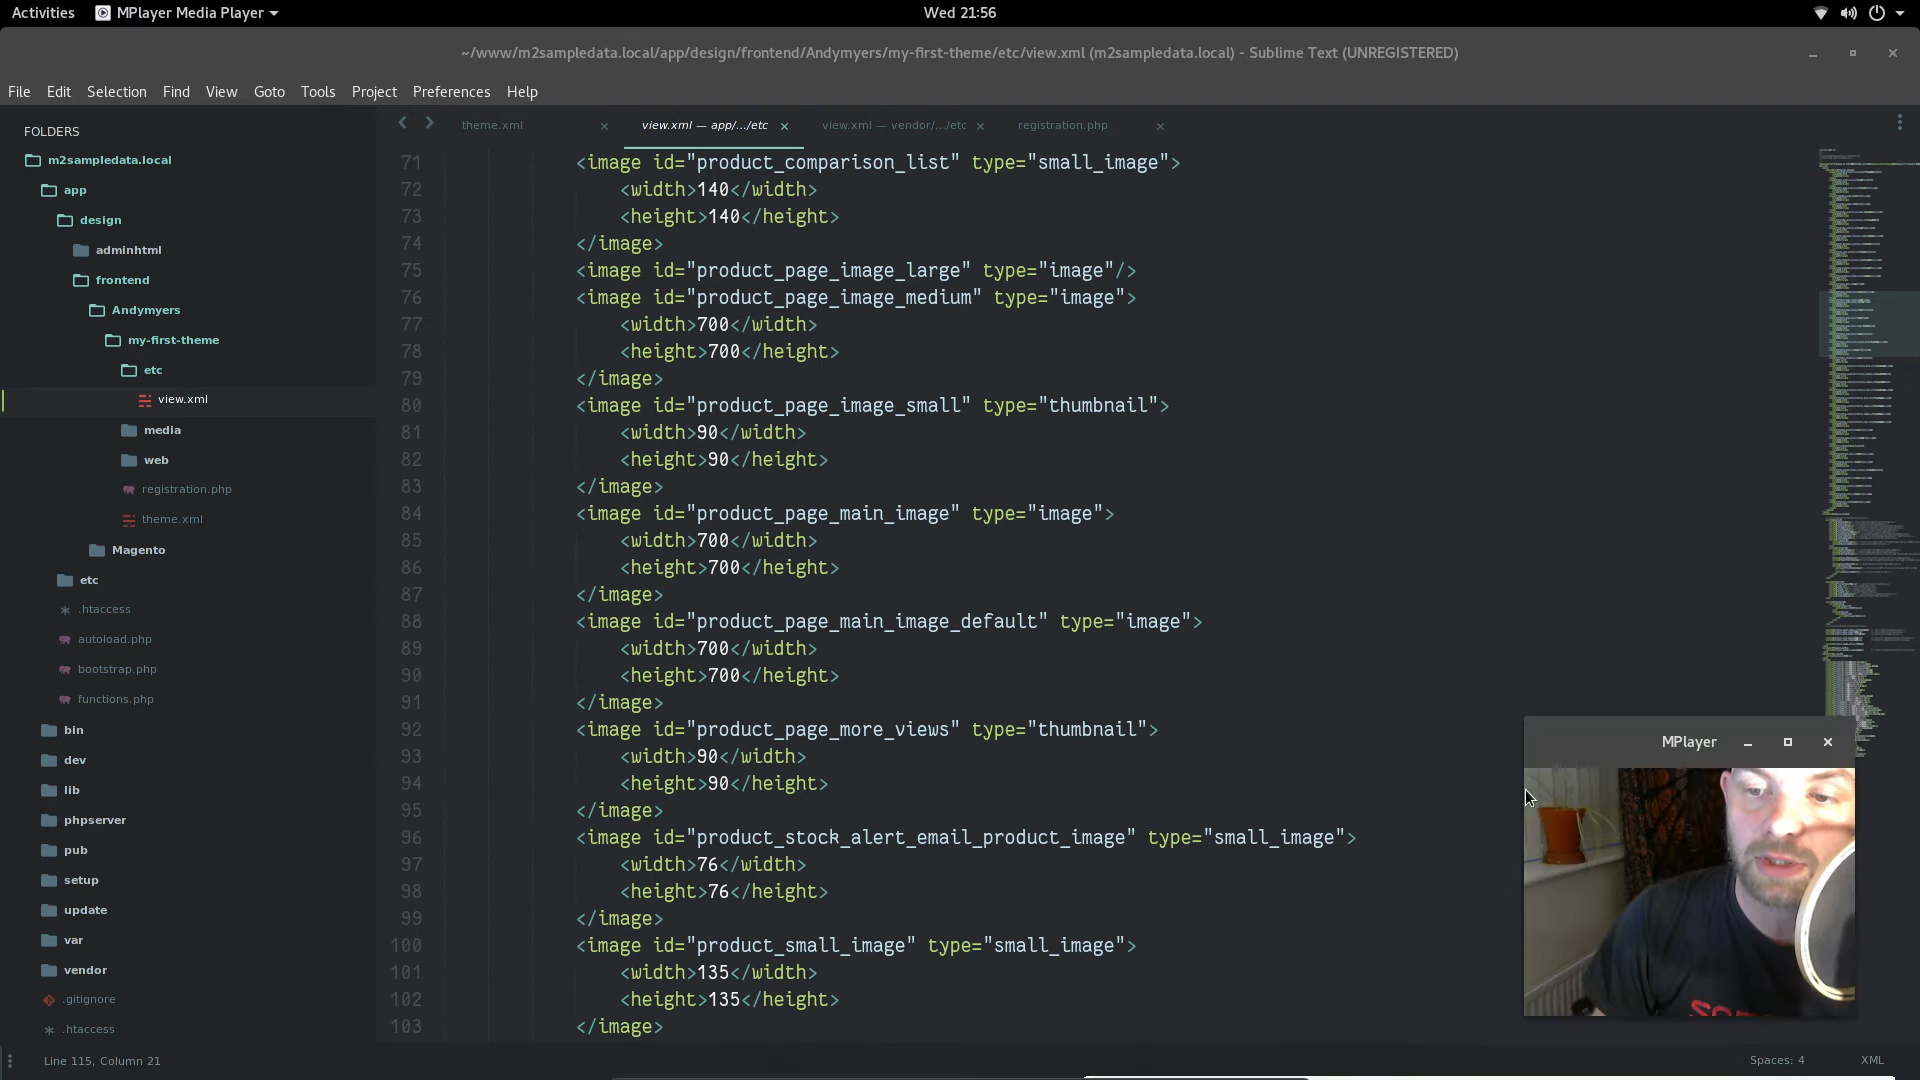 Activities MPlayer Media Player Wed 21:56
~/www/m2sampledata.local/app/design/frontend/Andymyers/my-first-theme/etc/view.xml (m2sampledata.local) - Sublime Text (UNREGISTERED)
File Edit Selection Find View Goto Tools Project Preferences Help
FOLDERS
m2sampledata.local
app
design
adminhtml
frontend
Andymyers
my-first-theme
etc
view.xml
media
web
registration.php
theme.xml
Magento
etc
.htaccess
autoload.php
bootstrap.php
functions.php
bin
dev
lib
phpserver
pub
setup
update
var
vendor
.gitignore
.htaccess
theme.xml view.xml — app/.../etc view.xml — vendor/.../etc registration.php
71 <image id="product_comparison_list" type="small_image">
72 <width>140</width>
73 <height>140</height>
74 </image>
75 <image id="product_page_image_large" type="image"/>
76 <image id="product_page_image_medium" type="image">
77 <width>700</width>
78 <height>700</height>
79 </image>
80 <image id="product_page_image_small" type="thumbnail">
81 <width>90</width>
82 <height>90</height>
83 </image>
84 <image id="product_page_main_image" type="image">
85 <width>700</width>
86 <height>700</height>
87 </image>
88 <image id="product_page_main_image_default" type="image">
89 <width>700</width>
90 <height>700</height>
91 </image>
92 <image id="product_page_more_views" type="thumbnail">
93 <width>90</width>
94 <height>90</height>
95 </image>
96 <image id="product_stock_alert_email_product_image" type="small_image">
97 <width>76</width>
98 <height>76</height>
99 </image>
100 <image id="product_small_image" type="small_image">
101 <width>135</width>
102 <height>135</height>
103 </image>
MPlayer
Line 115, Column 21 Spaces: 4 XML